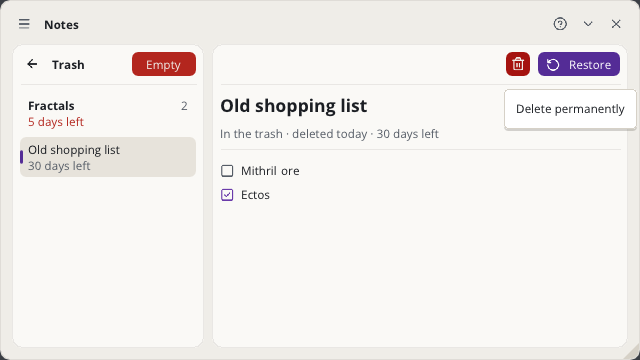 Notes
Trash
Empty
Restore
Fractals 2
5 days left
Old shopping list
30 days left
Old shopping list
Delete permanently
In the trash · deleted today · 30 days left
Mithril ore
Ectos